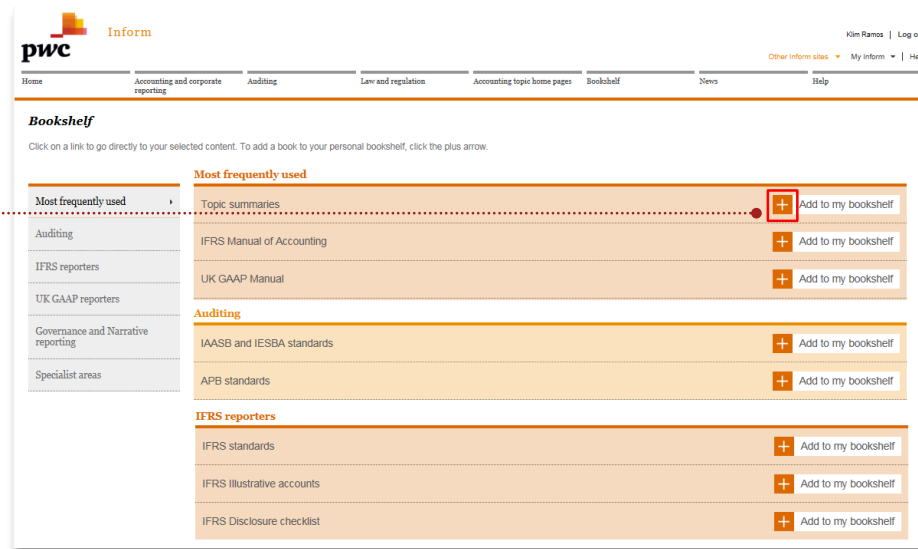 pwc
Inform
Klim Ramos | Log o
Other Inform sites My Inform | He
Home
Accounting and corporate
reporting
Auditing
Law and regulation
Accounting topic home pages
Bookshelf
News
Help
Bookshelf
Click on a link to go directly to your selected content. To add a book to your personal bookshelf, click the plus arrow.
Most frequently used
Auditing
IFRS reporters
UK GAAP reporters
Governance and Narrative
reporting
Specialist areas
Most frequently used
Topic summaries + Add to my bookshelf
IFRS Manual of Accounting + Add to my bookshelf
UK GAAP Manual + Add to my bookshelf
Auditing
IAASB and IESBA standards + Add to my bookshelf
APB standards + Add to my bookshelf
IFRS reporters
IFRS standards + Add to my bookshelf
IFRS Illustrative accounts + Add to my bookshelf
IFRS Disclosure checklist + Add to my bookshelf